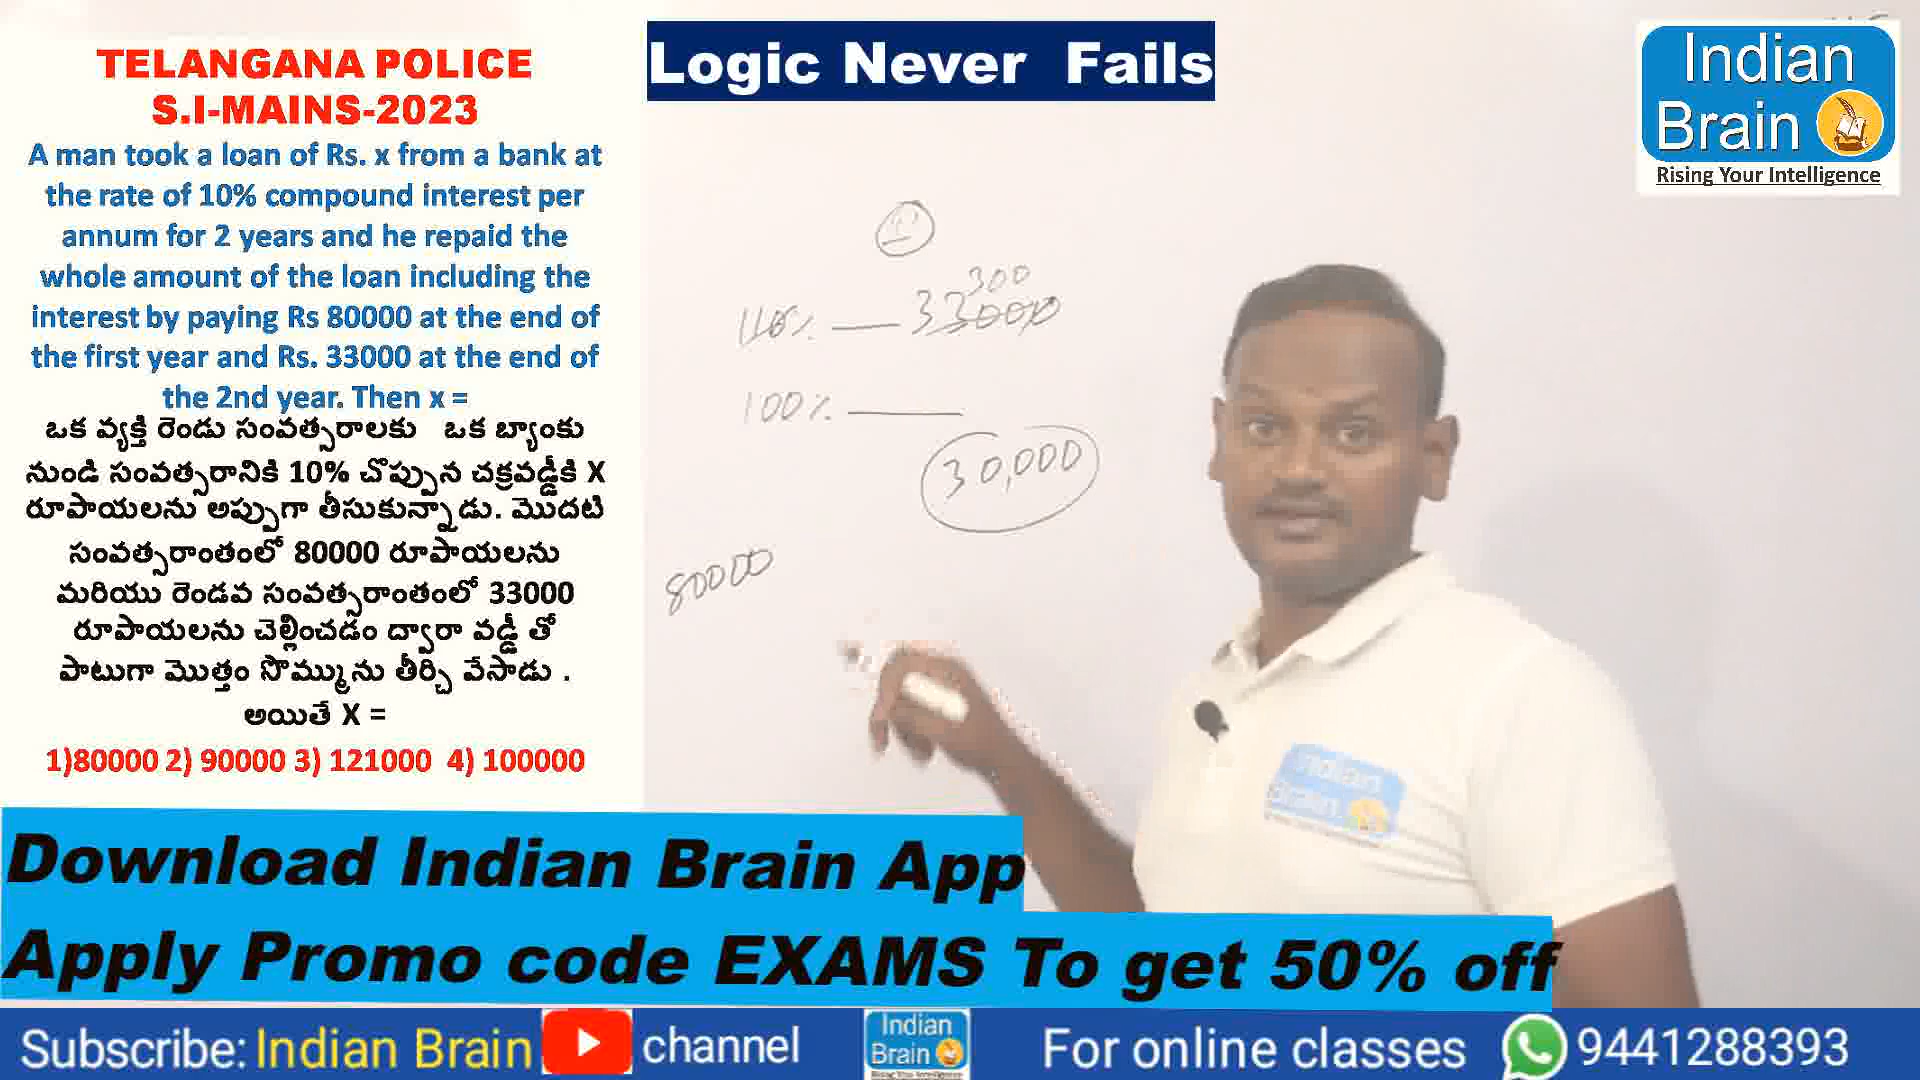 TELANGANA POLICE
S.I-MAINS-2023
A man took a loan of Rs. x from a bank at
the rate of 10% compound interest per
annum for 2 years and he repaid the
whole amount of the loan including the
interest by paying Rs 80000 at the end of
the first year and Rs. 33000 at the end of
the 2nd year. Then x =
ఒక వ్యక్తి రెండు సంవత్సరాలకు ఒక బ్యాంకు
నుండి సంవత్సరానికి 10% చొప్పున చక్రవడ్డీకి X
రూపాయలను అప్పుగా తీసుకున్నాడు. మొదటి
సంవత్సరాంతంలో 80000 రూపాయలను
మరియు రెండవ సంవత్సరాంతంలో 33000
రూపాయలను చెల్లించడం ద్వారా వడ్డీ తో
పాటుగా మొత్తం సొమ్మును తీర్చి వేసాడు .
అయితే X =
1)80000 2) 90000 3) 121000 4) 100000
Logic Never Fails
300
110% 33000
100%
30,000
80000
Indian
Brain
Rising Your Intelligence
Indian
Brain
Download Indian Brain App
Apply Promo code EXAMS To get 50% off
Subscribe: Indian Brain channel
Indian
Brain
Rising Your Intelligence
For online classes 9441288393